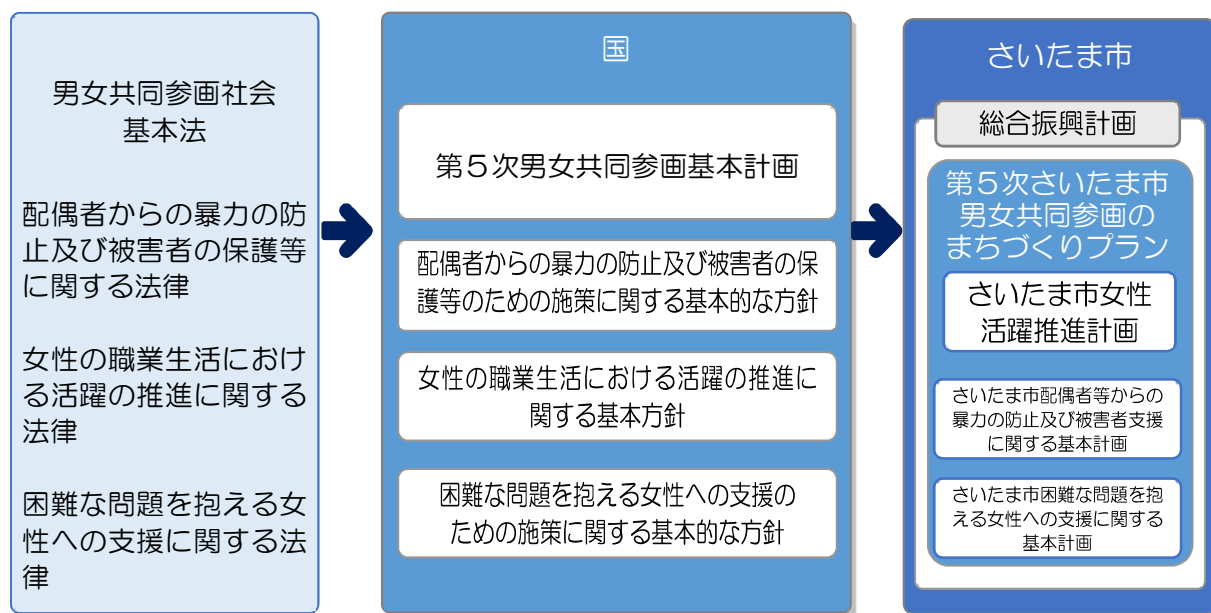 男女共同参画社会
基本法
配偶者からの暴力の防
止及び被害者の保護等
に関する法律
女性の職業生活におけ
る活躍の推進に関する
法律
困難な問題を抱える女
性への支援に関する法
律
国
第５次男女共同参画基本計画
配偶者からの暴力の防止及び被害者の保
護等のための施策に関する基本的な方針
女性の職業生活における活躍の推進に
関する基本方針
困難な問題を抱える女性への支援の
ための施策に関する基本的な方針
さいたま市
総合振興計画
第５次さいたま市
男女共同参画の
まちづくりプラン
さいたま市女性
活躍推進計画
さいたま市配偶者等からの
暴力の防止及び被害者支援
に関する基本計画
さいたま市困難な問題を抱
える女性への支援に関する
基本計画